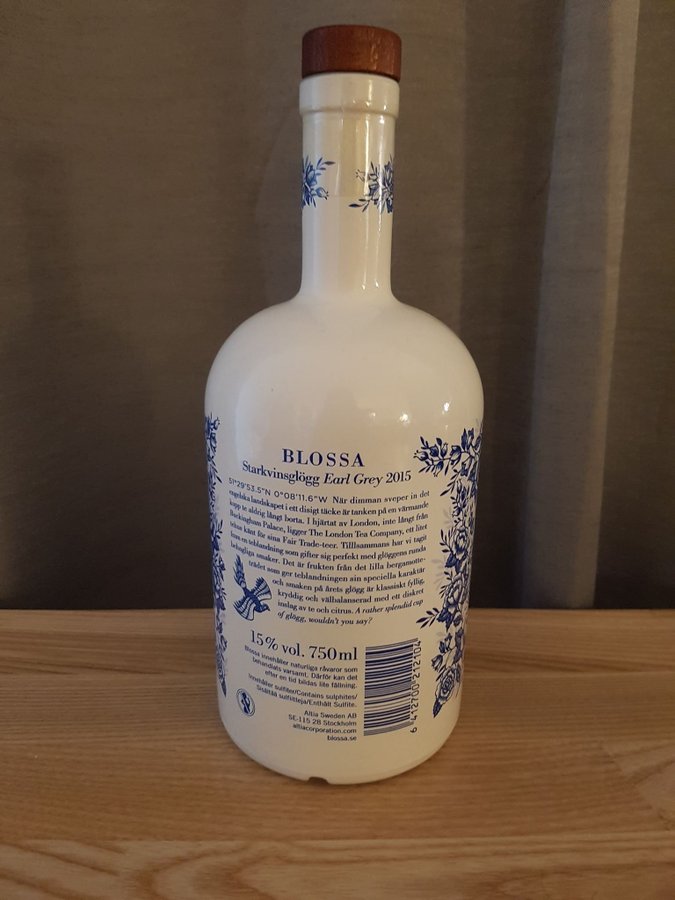 BLOSSA
Starkvinsglögg Earl Grey 2015
51°29'53.5"N 0°08'11.6"W När dimman sveper in det
engelska landskapet i ett disigt täcke är tanken på en värmande
kopp te aldrig långt borta. I hjärtat av London, inte långt från
Buckingham Palace, ligger The London Tea Company, ett litet
tehus känt för sina Fair Trade-teer. Tilllsammans har vi tagit
fram en teblandning som gifter sig perfekt med glöggens runda
behagliga smaker. Det är frukten från det lilla bergamotte-
trädet som ger teblandningen sin speciella karaktär
och smaken på årets glögg är klassiskt fyllig,
kryddig och välbalanserad med ett diskret
inslag av te och citrus. A rather splendid cup
of glögg, wouldn't you say?
15% vol. 750ml
Blossa innehåller naturliga råvaror som
behandlats varsamt. Därför kan det
efter en tid bildas lite fällning.
Innehåller sulfiter/Contains sulphites/
Sisältää sulfiitteja/Enthält Sulfite.
Altia Sweden AB
SE-115 28 Stockholm
altiacorporation.com
blossa.se
6 412700 212104